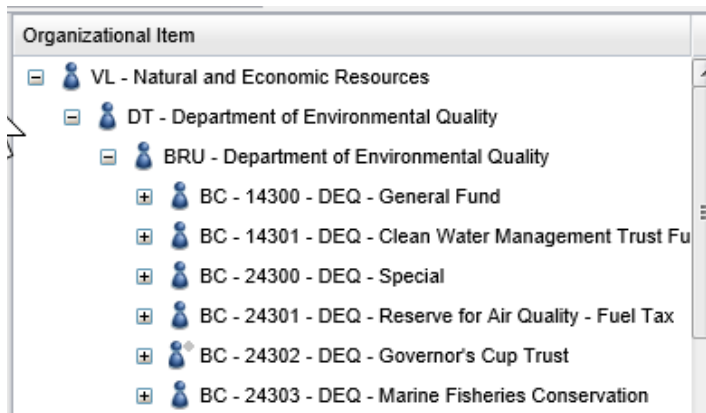 Organizational Item
VL - Natural and Economic Resources
DT - Department of Environmental Quality
BRU - Department of Environmental Quality
BC - 14300 - DEQ - General Fund
BC - 14301 - DEQ - Clean Water Management Trust Fu
BC - 24300 - DEQ - Special
BC - 24301 - DEQ - Reserve for Air Quality - Fuel Tax
BC - 24302 - DEQ - Governor's Cup Trust
BC - 24303 - DEQ - Marine Fisheries Conservation